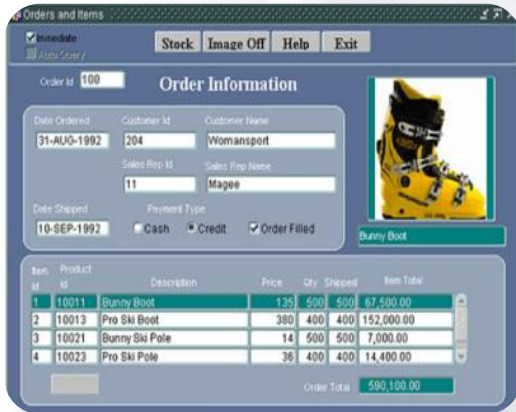 Orders and Items
Immediate
Auto Query
Stock Image Off Help Exit
Order Id 100
Order Information
Date Ordered Customer Id Customer Name
31-AUG-1992 204 Womansport
Sales Rep Id Sales Rep Name
11 Magee
Date Shipped Payment Type
10-SEP-1992 Cash Credit Order Filled
Bunny Boot
Item Id Product Id Description Price Qty Shipped Item Total
1 10011 Bunny Boot 135 500 500 67,500.00
2 10013 Pro Ski Boot 380 400 400 152,000.00
3 10021 Bunny Ski Pole 14 500 500 7,000.00
4 10023 Pro Ski Pole 36 400 400 14,400.00
Order Total 590,100.00